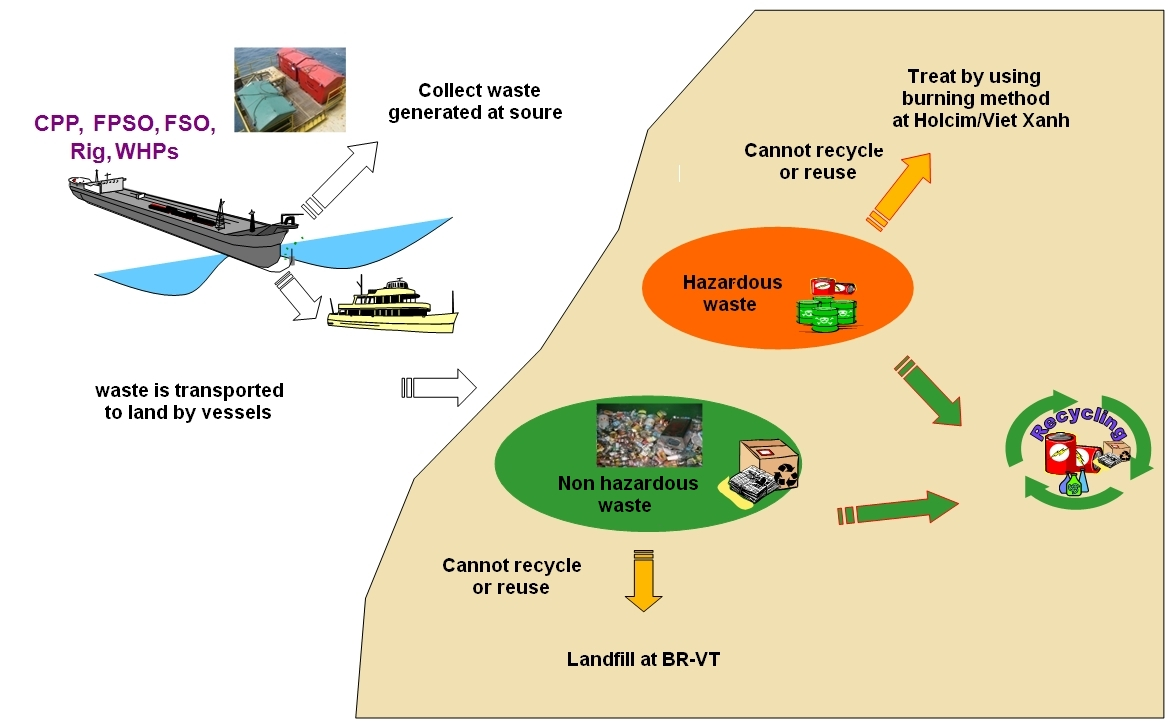 CPP, FPSO, FSO,
Rig, WHPs
Collect waste
generated at soure
waste is transported
to land by vessels
Treat by using
burning method
at Holcim/Viet Xanh
Cannot recycle
or reuse
Hazardous
waste
Recycling
Non hazardous
waste
Cannot recycle
or reuse
Landfill at BR-VT